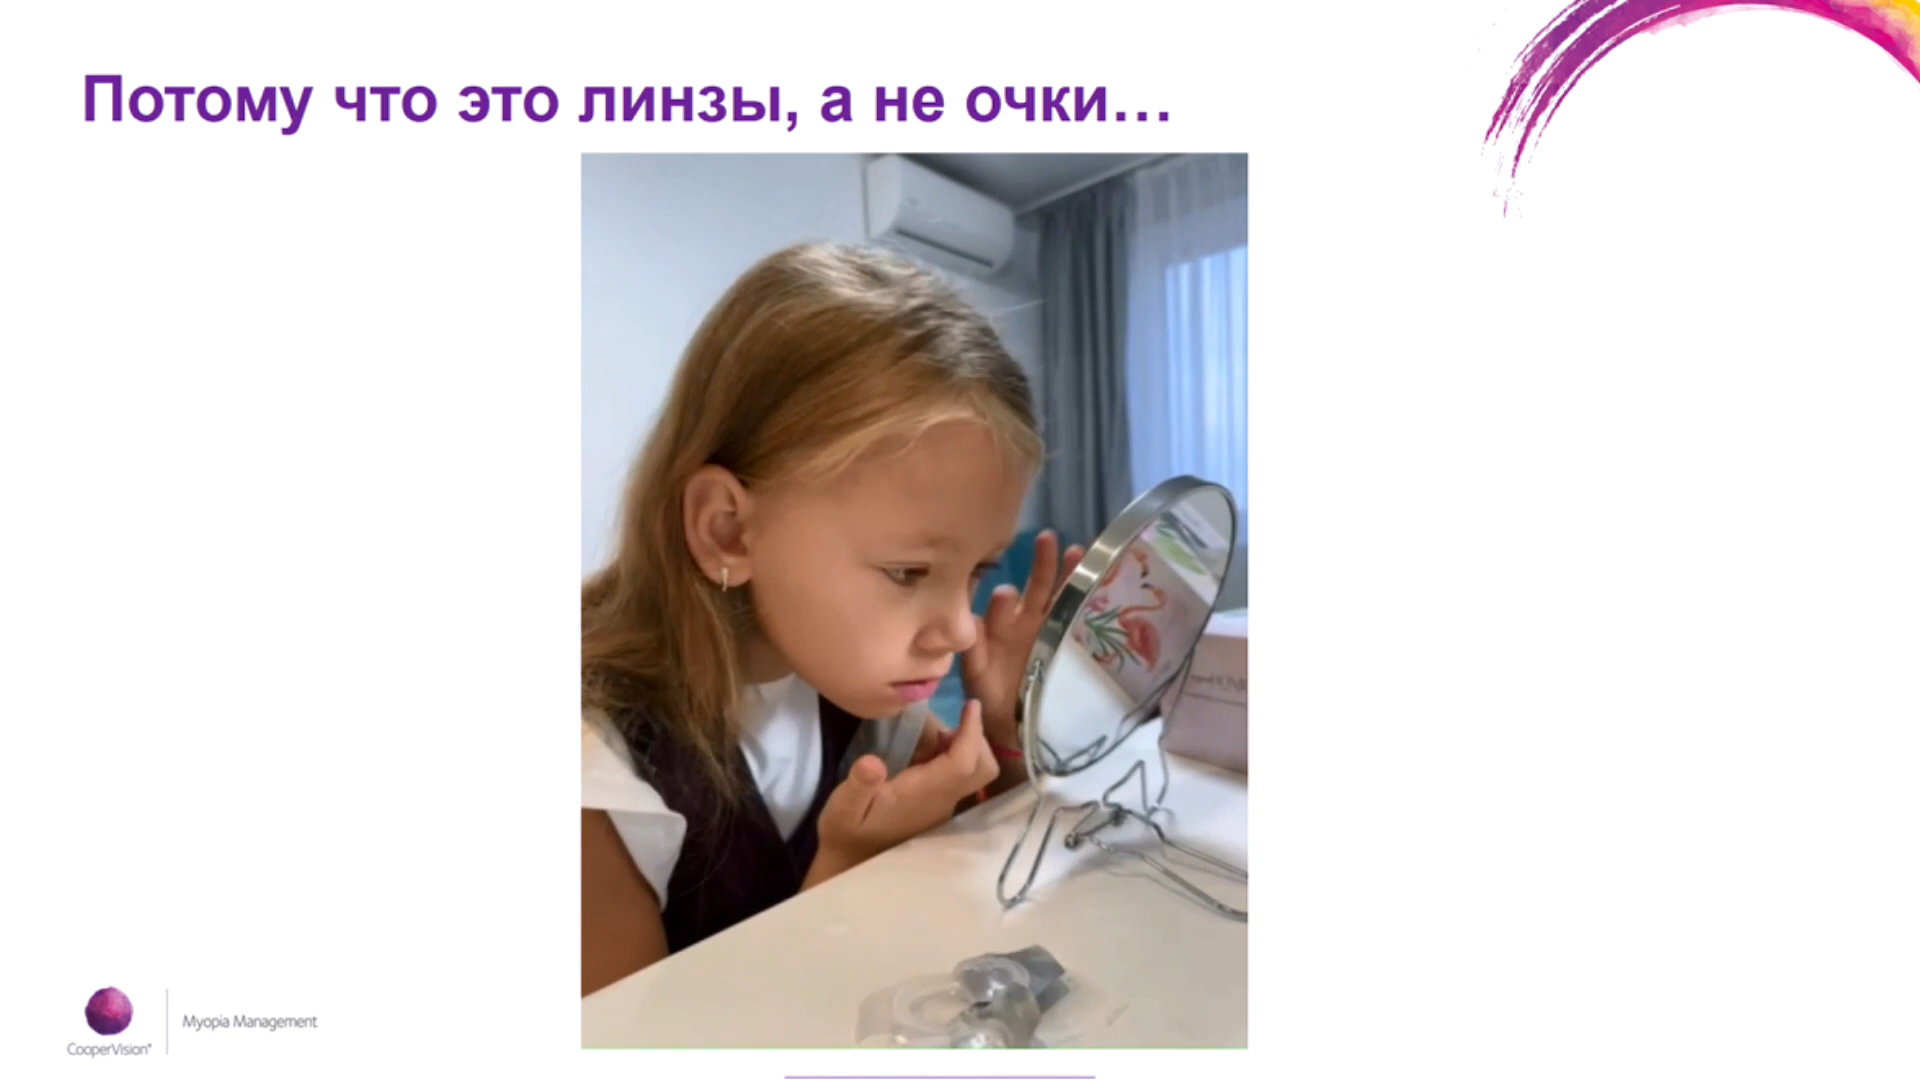 Потому что это линзы, а не очки...
CooperVision®
Myopia Management